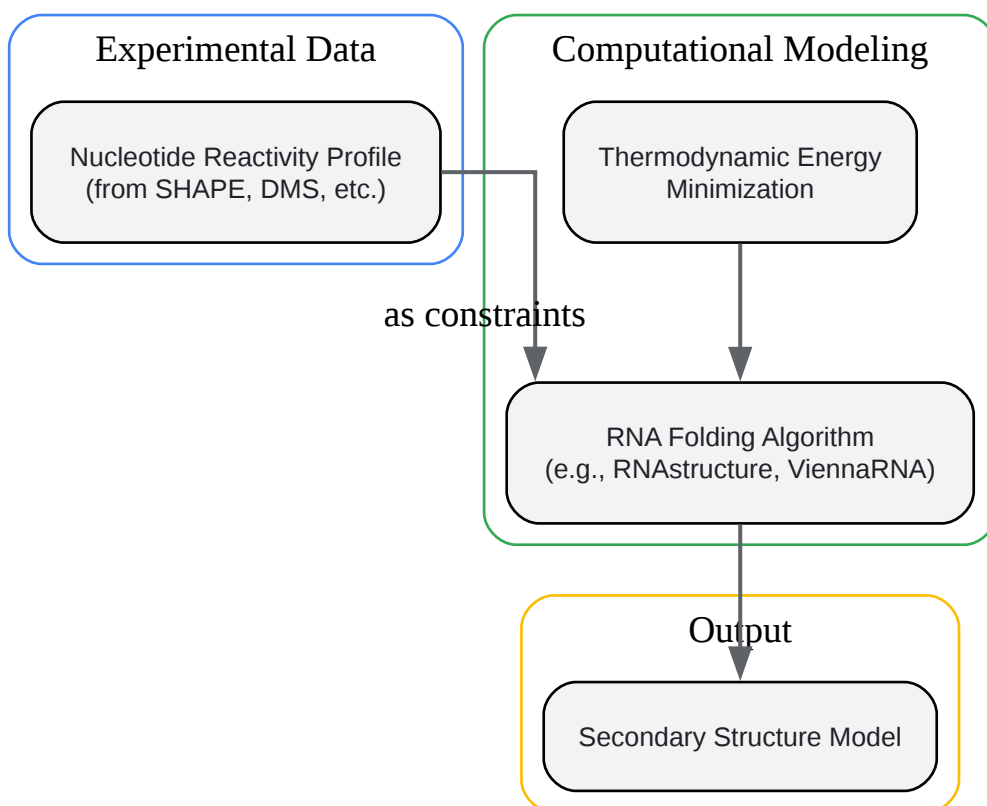 Experimental Data
Computational Modeling
Nucleotide Reactivity Profile
(from SHAPE, DMS, etc.)
Thermodynamic Energy
Minimization
as constraints
RNA Folding Algorithm
(e.g., RNAstructure, ViennaRNA)
Output
Secondary Structure Model